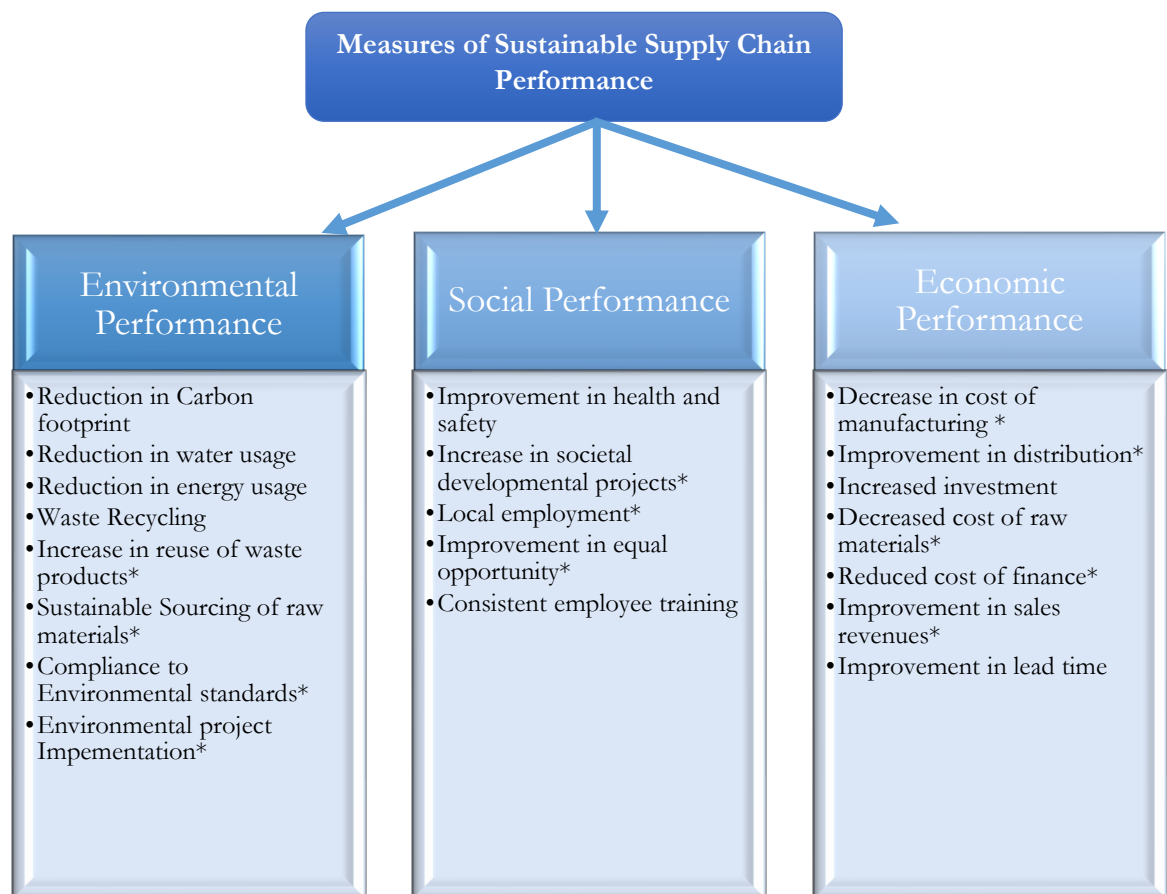 Measures of Sustainable Supply Chain
Performance
Environmental
Performance
•Reduction in Carbon
footprint
•Reduction in water usage
•Reduction in energy usage
•Waste Recycling
•Increase in reuse of waste
products*
•Sustainable Sourcing of raw
materials*
•Compliance to
Environmental standards*
•Environmental project
Impementation*
Social Performance
•Improvement in health and
safety
•Increase in societal
developmental projects*
•Local employment*
•Improvement in equal
opportunity*
•Consistent employee training
Economic
Performance
•Decrease in cost of
manufacturing *
•Improvement in distribution*
•Increased investment
•Decreased cost of raw
materials*
•Reduced cost of finance*
•Improvement in sales
revenues*
•Improvement in lead time